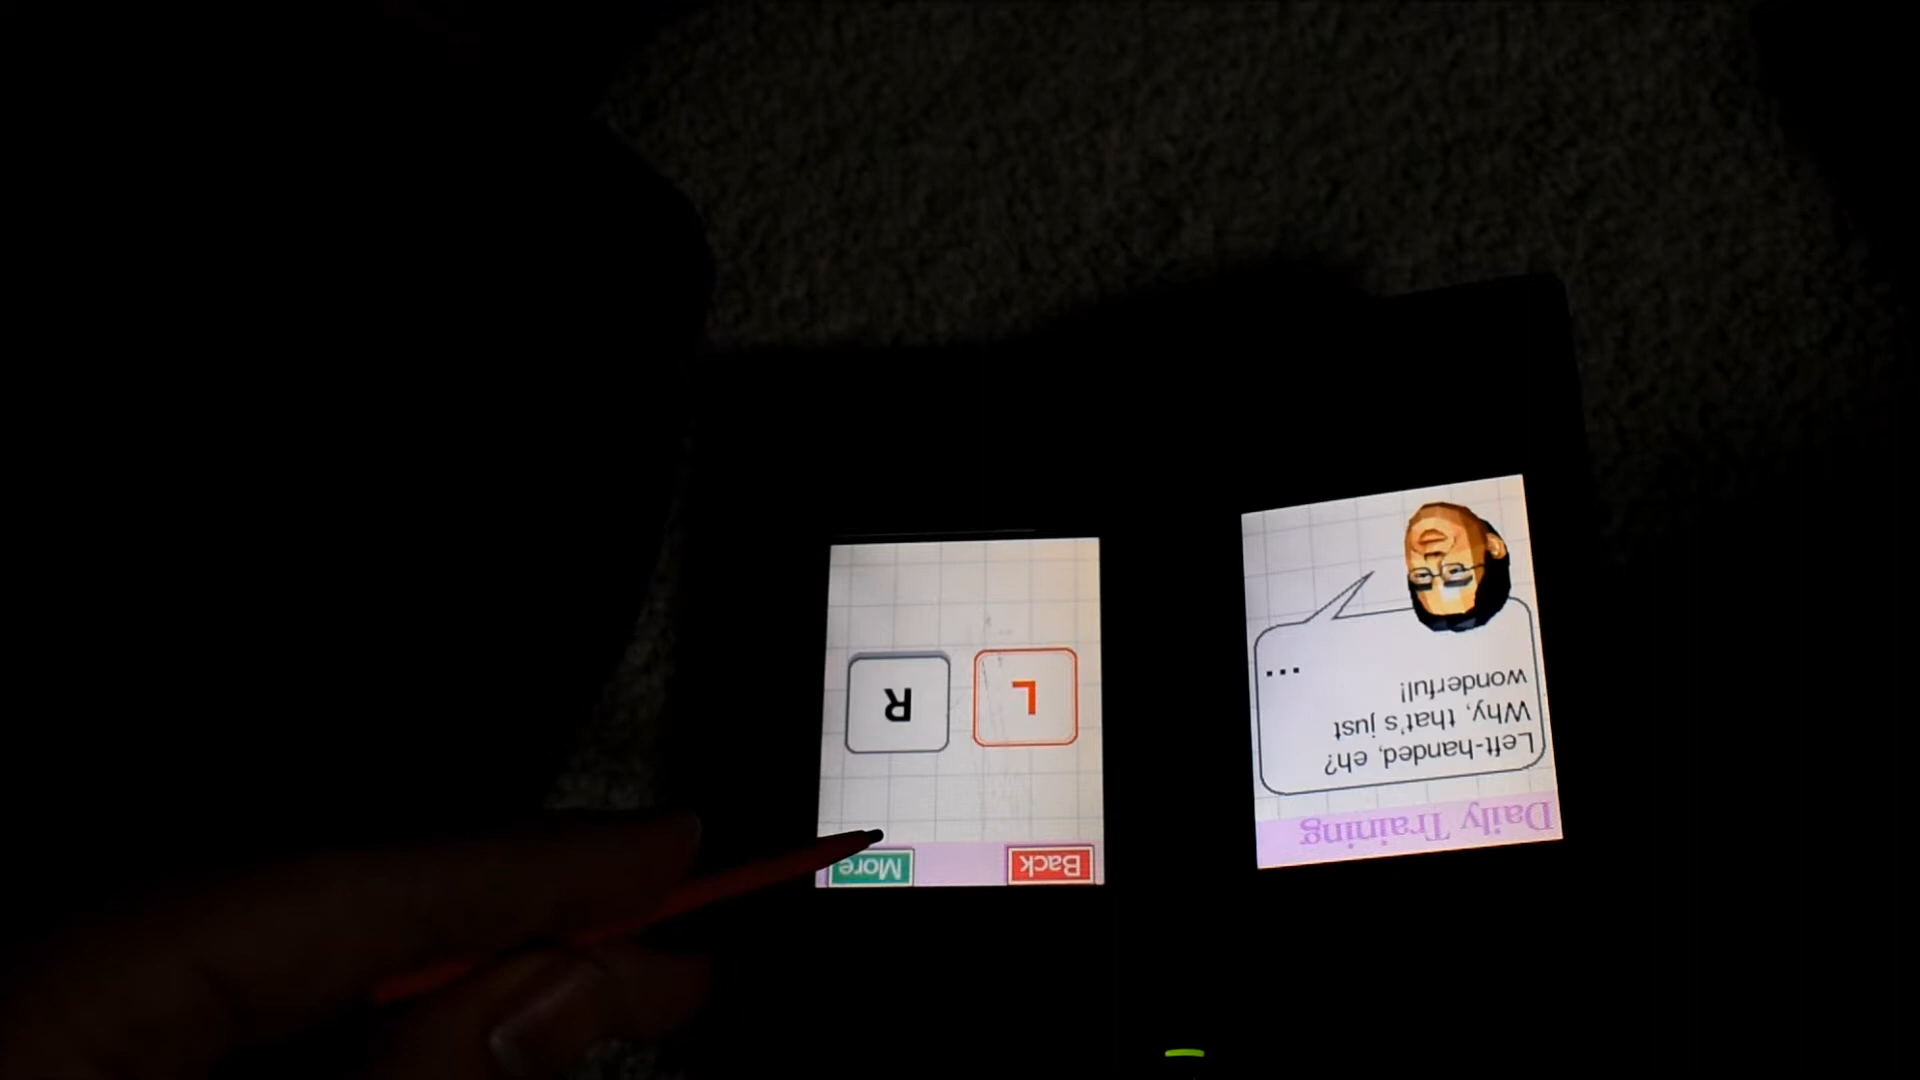 Daily Training
Left-handed, eh?
Why, that's just
wonderful!
...
Back
More
L
R